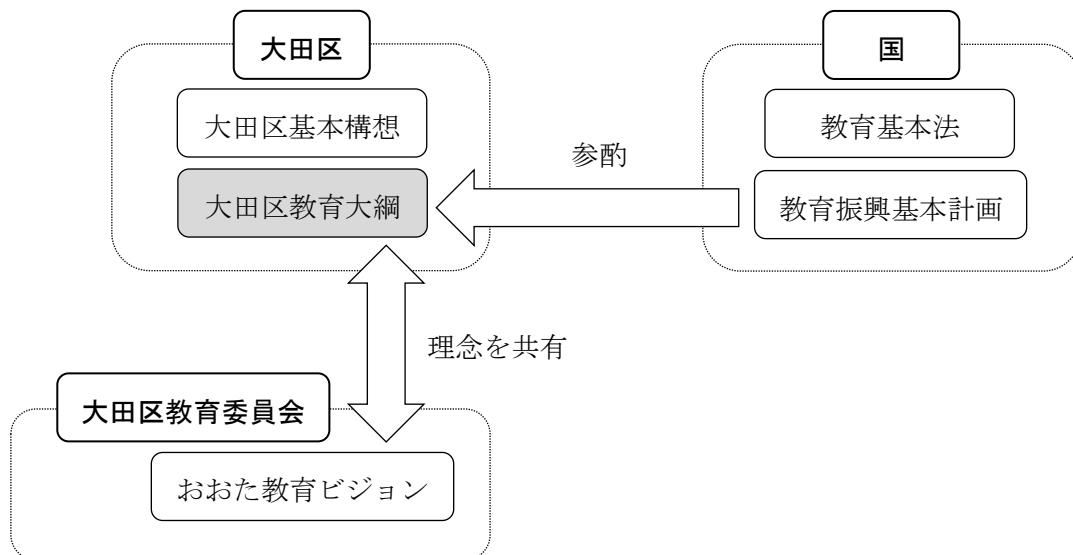 大田区
国
大田区基本構想
教育基本法
参酌
大田区教育大綱
教育振興基本計画
理念を共有
大田区教育委員会
おおた教育ビジョン